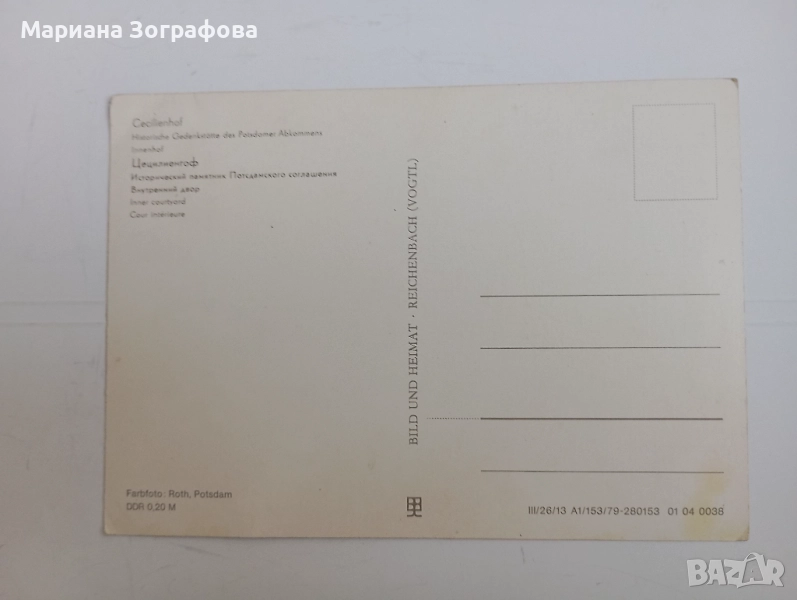 Мариана Зографова
Cecilienhof
Historische Gedenkstätte des Potsdamer Abkommens
Innenhof
Цецилиенгоф
Исторический памятник Потсдамского соглашения
Внутренний двор
Inner courtyard
Cour intérieure
BILD UND HEIMAT · REICHENBACH (VOGTL)
Farbfoto: Roth, Potsdam
DDR 0,20 M
III/26/13 A1/153/79-280153 01 04 0038
BAZAR